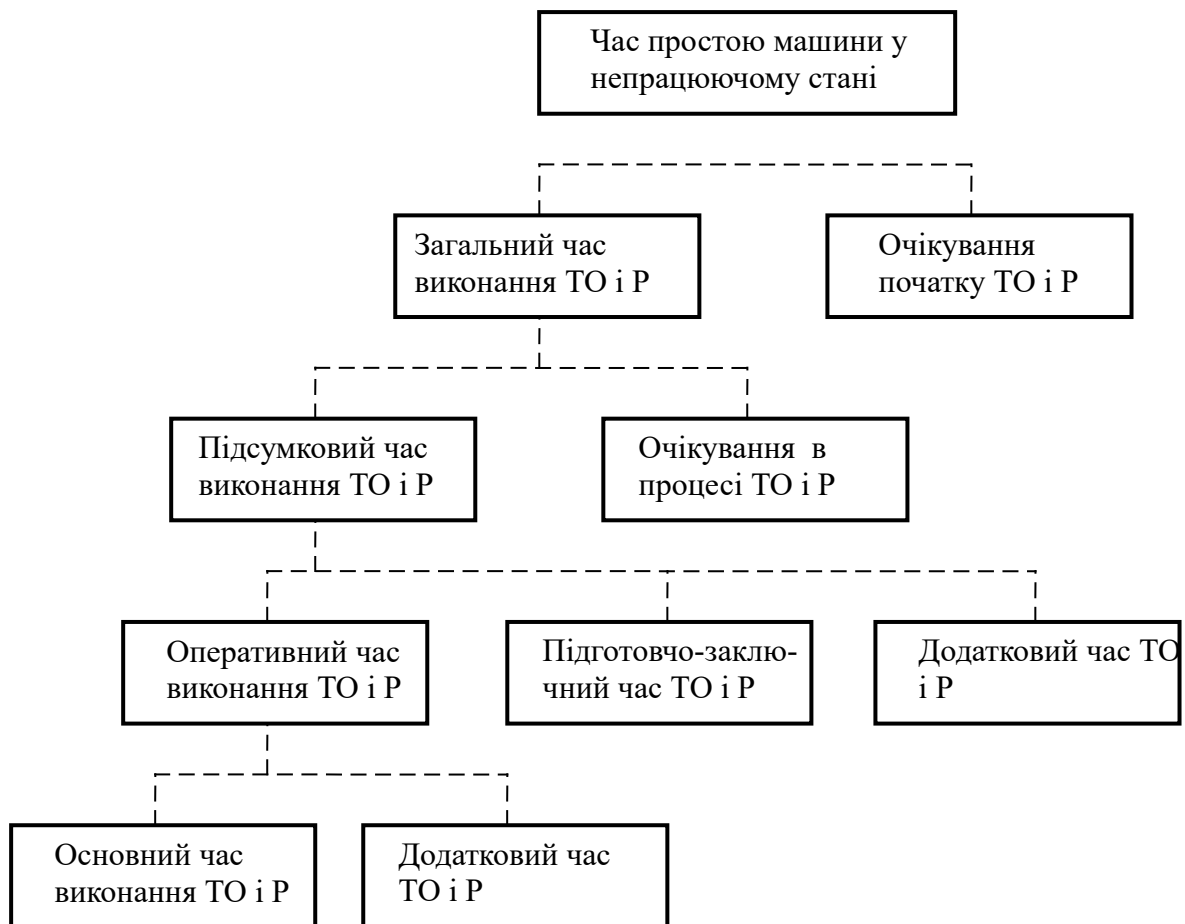 Час простою машини у
непрацюючому стані
Загальний час
виконання ТО і Р
Очікування
початку ТО і Р
Підсумковий час
виконання ТО і Р
Очікування в
процесі ТО і Р
Оперативний час
виконання ТО і Р
Підготовчо-заклю-
чний час ТО і Р
Додатковий час ТО
і Р
Основний час
виконання ТО і Р
Додатковий час
ТО і Р